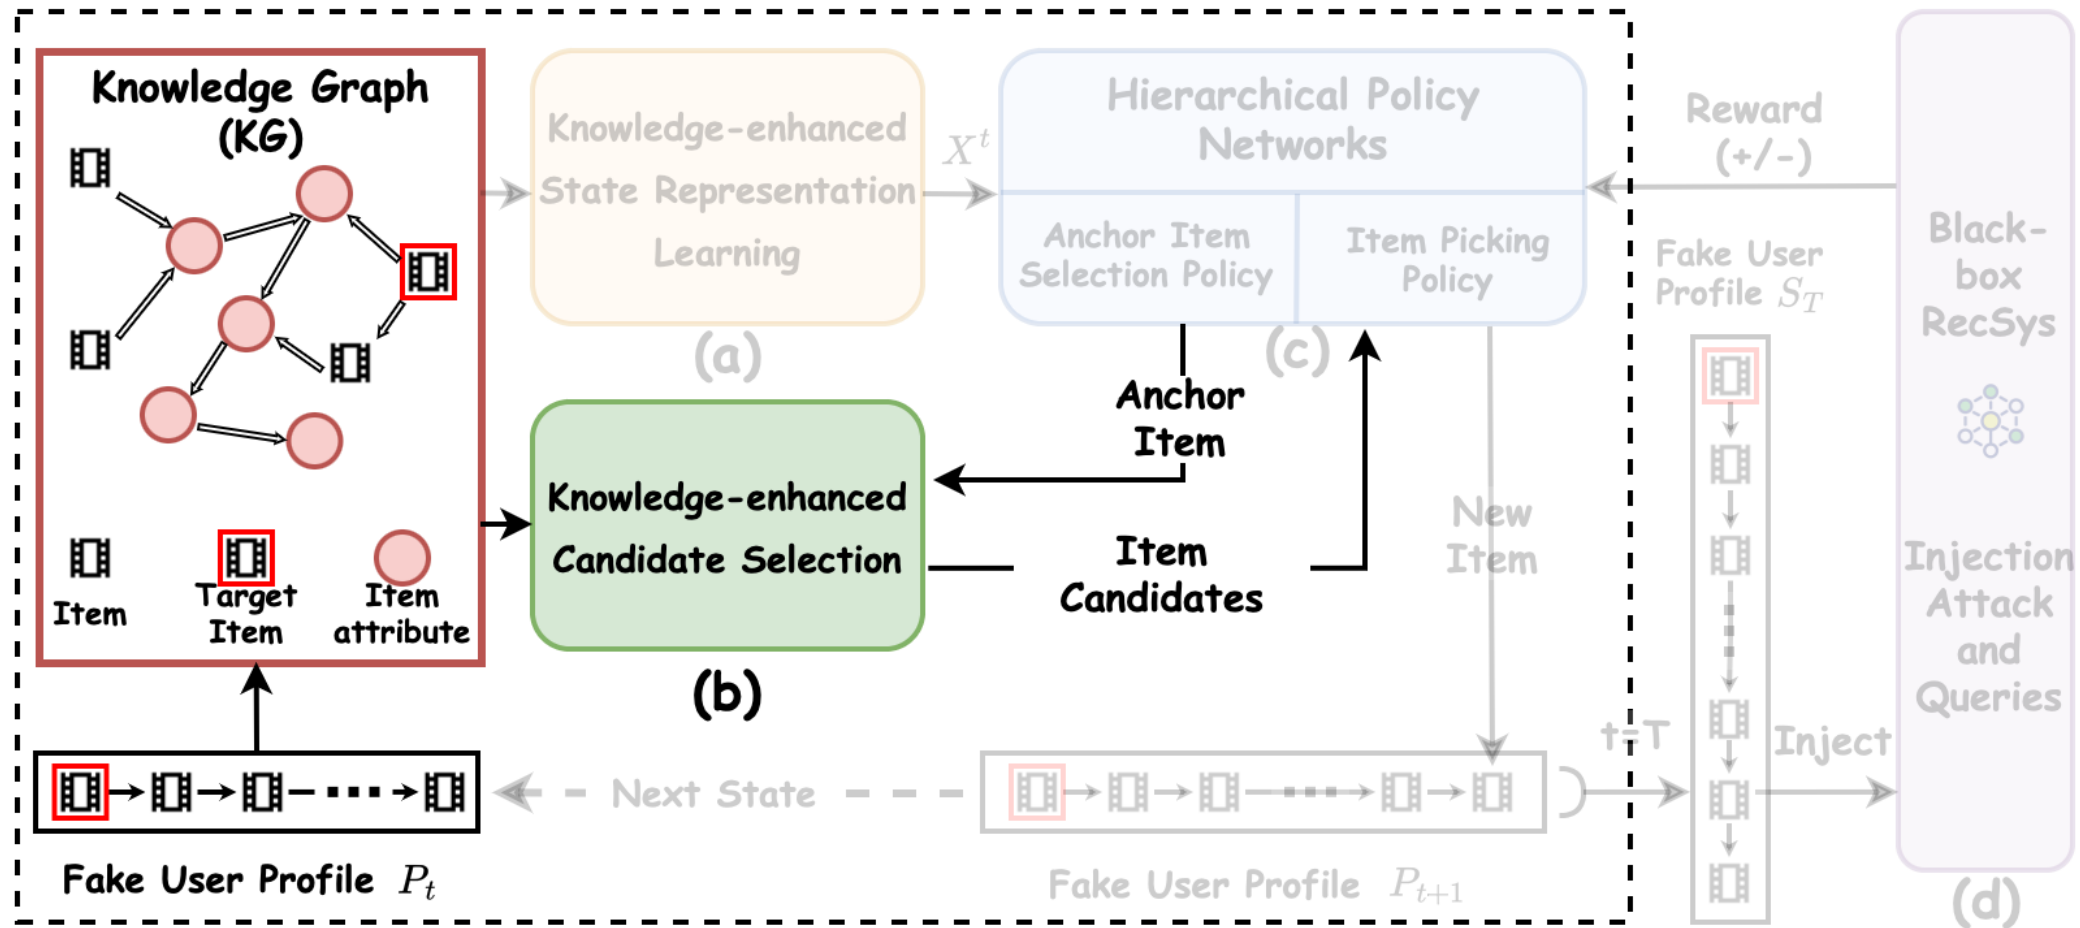 Knowledge Graph
(KG)
Item
Target
Item
Item
attribute
Fake User Profile P_t
Knowledge-enhanced
State Representation
Learning
(a)
X^t
Knowledge-enhanced
Candidate Selection
(b)
Hierarchical Policy
Networks
Anchor Item
Selection Policy
Item Picking
Policy
(c)
Anchor
Item
Item
Candidates
New
Item
Next State
Fake User Profile P_{t+1}
t=T
Reward
(+/-)
Fake User
Profile S_T
Inject
Black-
box
RecSys
Injection
Attack
and
Queries
(d)